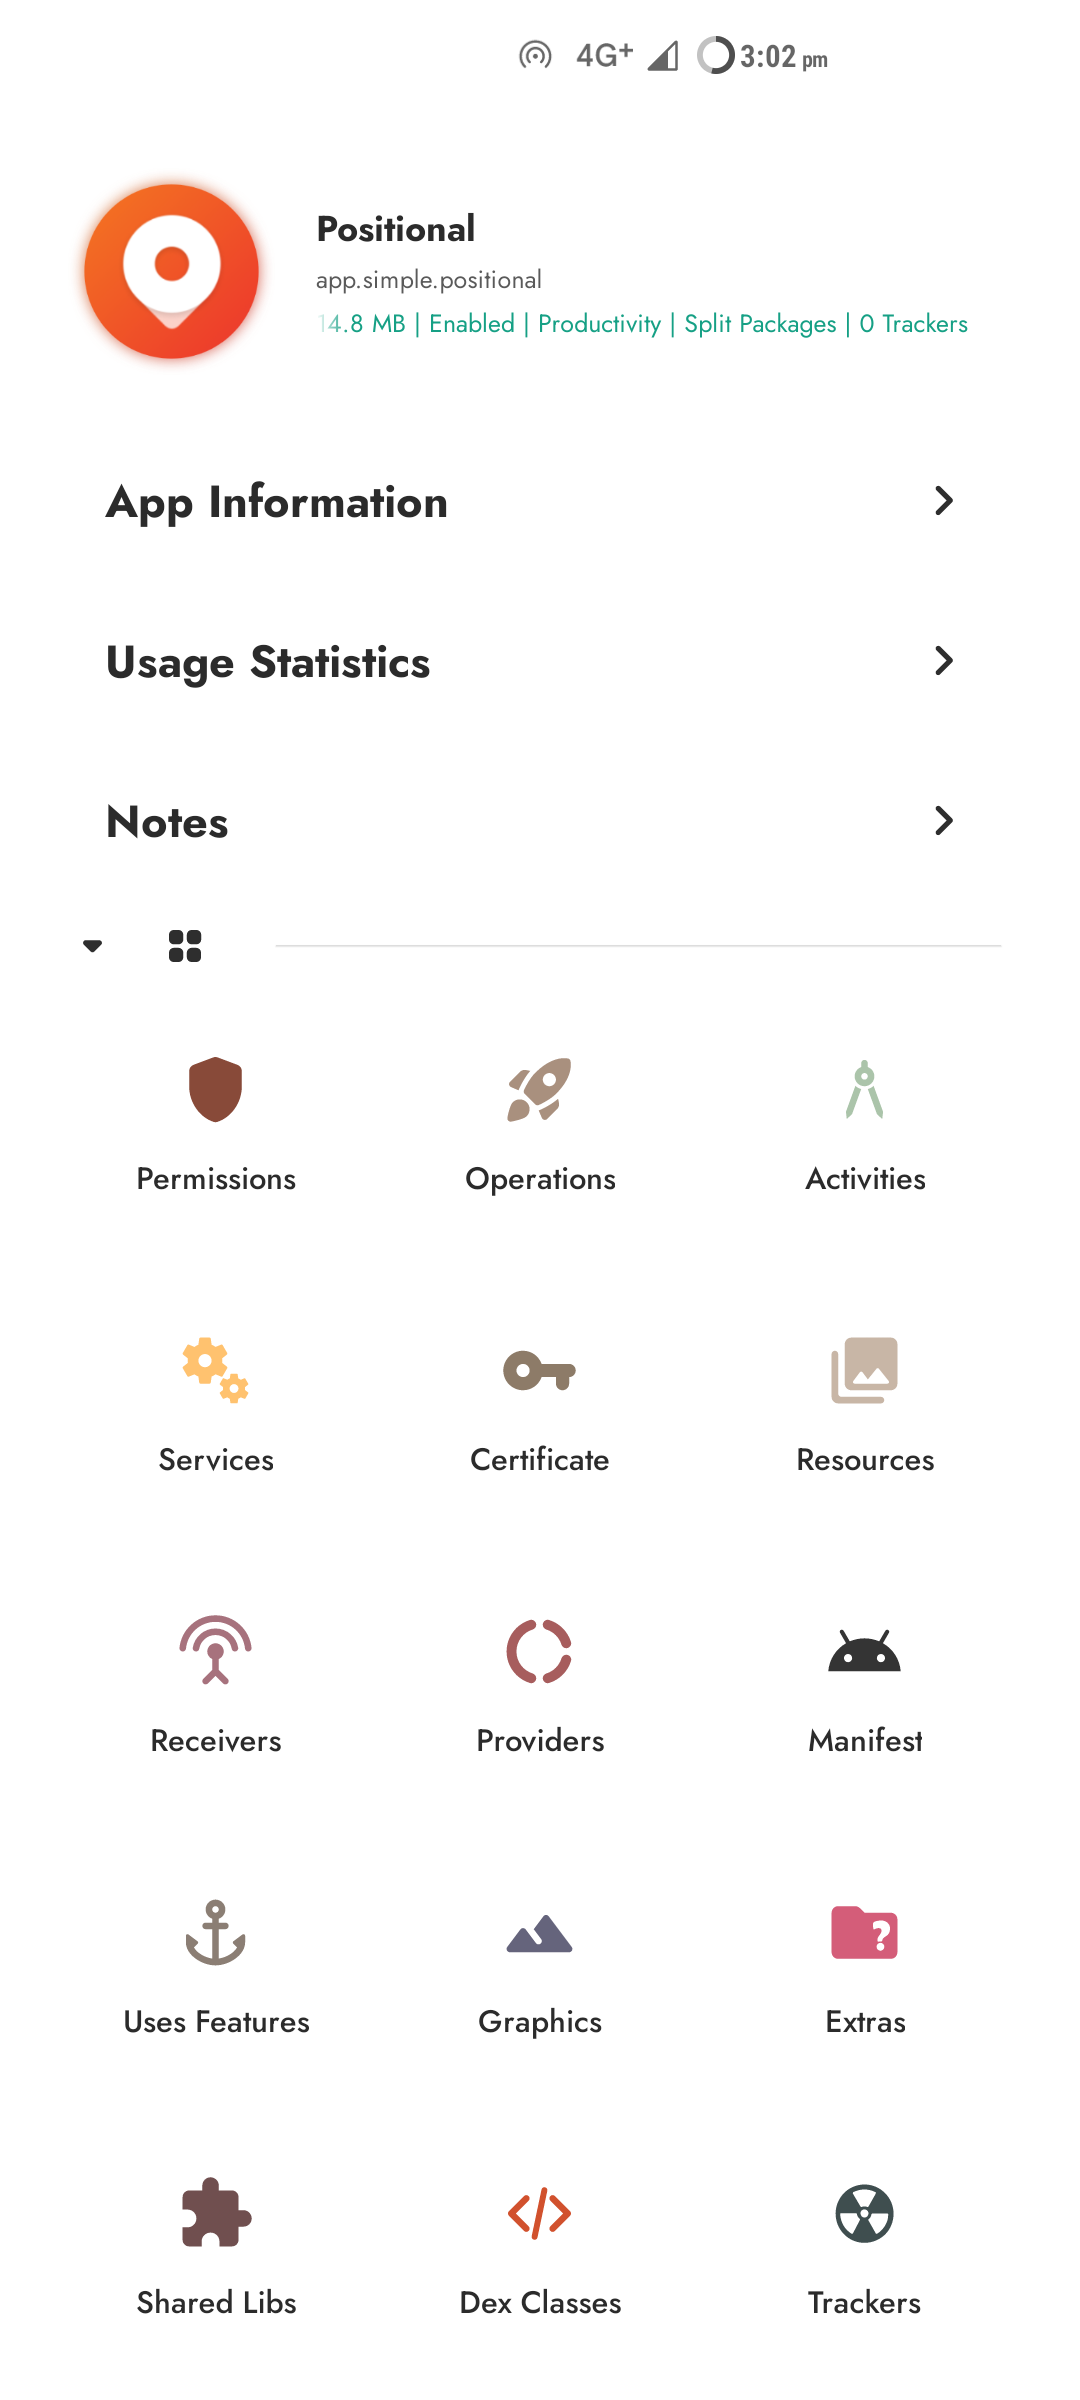 4G+ 3:02 pm
Positional
app.simple.positional
14.8 MB | Enabled | Productivity | Split Packages | 0 Trackers
App Information
Usage Statistics
Notes
Permissions Operations Activities
Services Certificate Resources
Receivers Providers Manifest
Uses Features Graphics Extras
Shared Libs Dex Classes Trackers